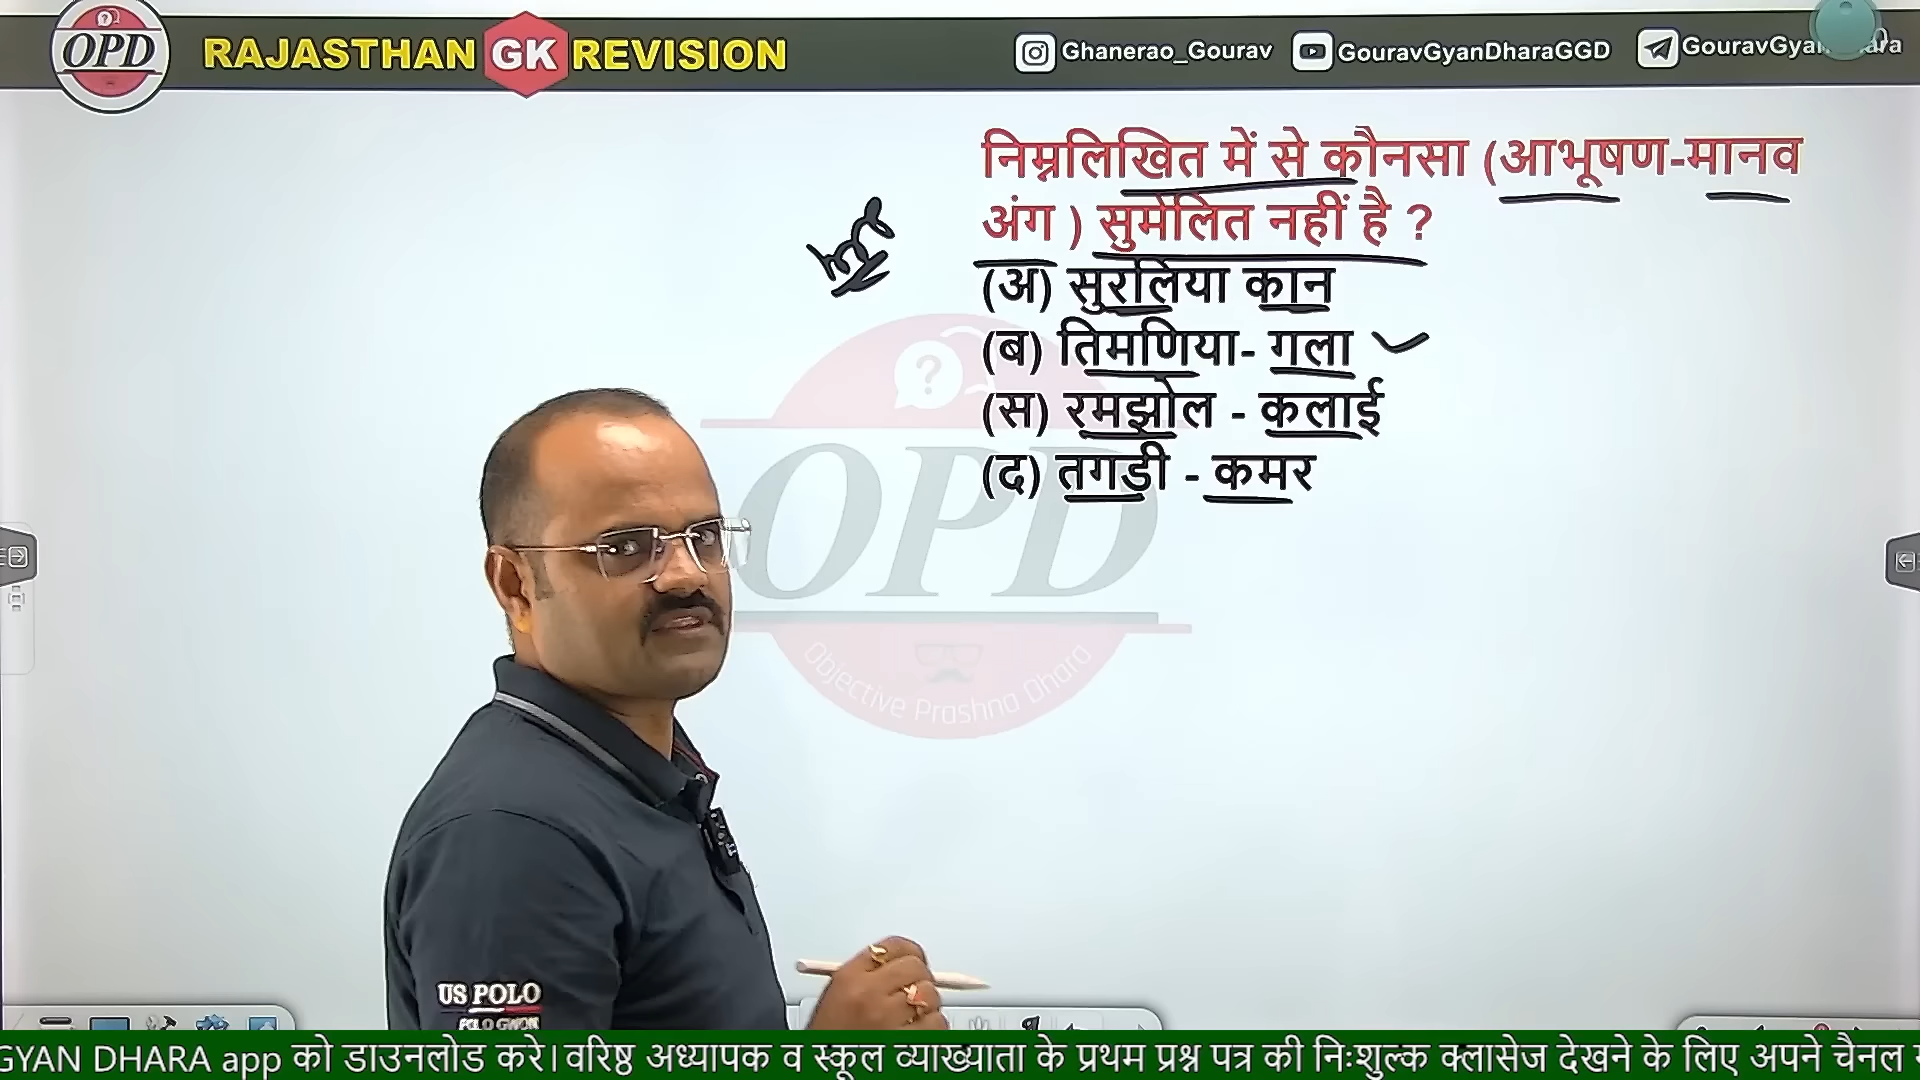 OPD
RAJASTHAN GK REVISION
Ghanerao_Gourav
GouravGyanDharaGGD
निम्नलिखित में से कौनसा (आभूषण-मानव
अंग ) सुमेलित नहीं है ?
(अ) सुरलिया कान
(ब) तिमणिया- गला
(स) रमझोल - कलाई
(द) तगडी - कमर
?
OPD
Objective Prashna Dhara
US POLO
GYAN DHARA app को डाउनलोड करे। वरिष्ठ अध्यापक व स्कूल व्याख्याता के प्रथम प्रश्न पत्र की निःशुल्क क्लासेज देखने के लिए अपने चैनल